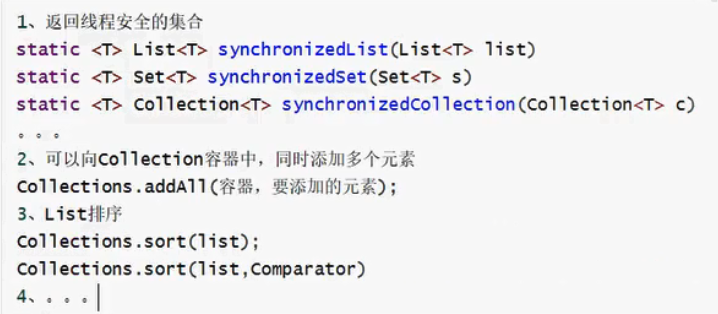 1、返回线程安全的集合
static <T> List<T> synchronizedList(List<T> list)
static <T> Set<T> synchronizedSet(Set<T> s)
static <T> Collection<T> synchronizedCollection(Collection<T> c)
。。。
2、可以向Collection容器中，同时添加多个元素
Collections.addAll(容器，要添加的元素);
3、List排序
Collections.sort(list);
Collections.sort(list,Comparator)
4、。。。